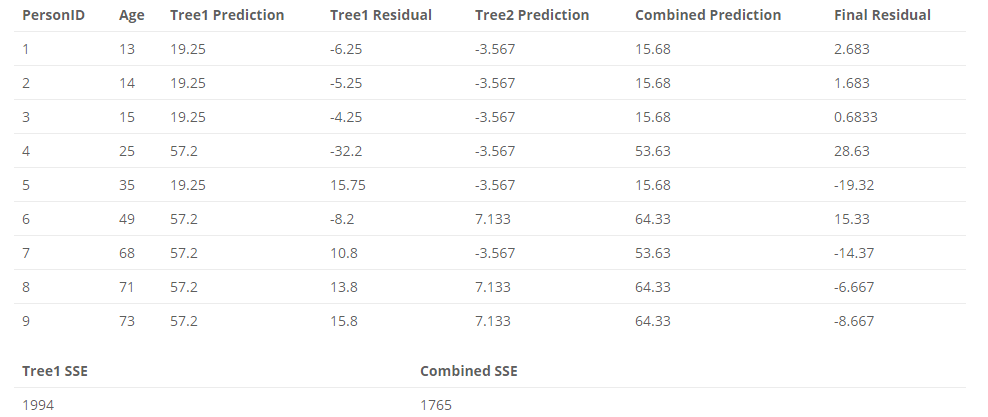 PersonID Age Tree1 Prediction Tree1 Residual Tree2 Prediction Combined Prediction Final Residual
1 13 19.25 -6.25 -3.567 15.68 2.683
2 14 19.25 -5.25 -3.567 15.68 1.683
3 15 19.25 -4.25 -3.567 15.68 0.6833
4 25 57.2 -32.2 -3.567 53.63 28.63
5 35 19.25 15.75 -3.567 15.68 -19.32
6 49 57.2 -8.2 7.133 64.33 15.33
7 68 57.2 10.8 -3.567 53.63 -14.37
8 71 57.2 13.8 7.133 64.33 -6.667
9 73 57.2 15.8 7.133 64.33 -8.667
Tree1 SSE Combined SSE
1994 1765